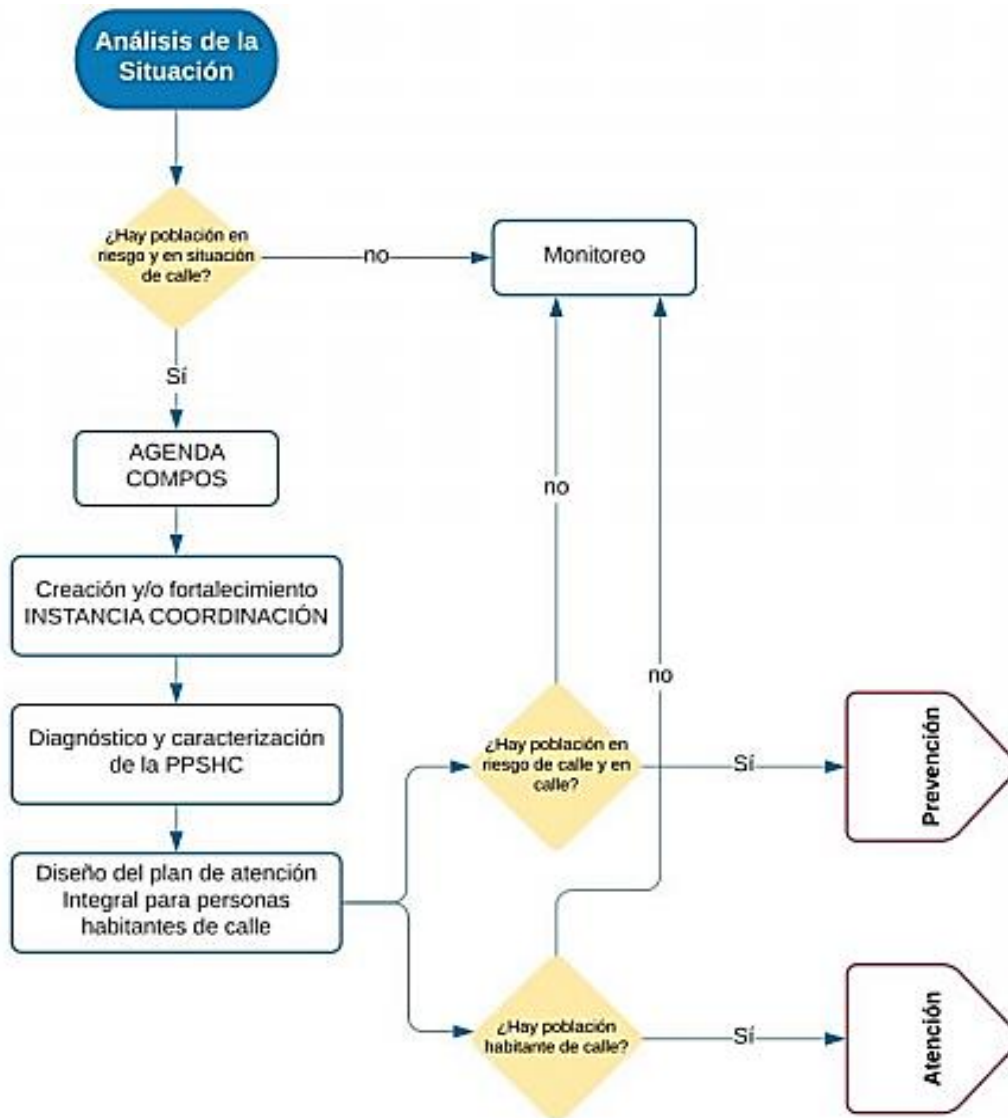 Análisis de la
Situación
¿Hay población en
riesgo y en situación
de calle?
no
Monitoreo
Sí
AGENDA
COMPOS
no
Creación y/o fortalecimiento
INSTANCIA COORDINACIÓN
no
Diagnóstico y caracterización
de la PPSHC
¿Hay población en
riesgo de calle y en
calle?
Sí
Prevención
Diseño del plan de atención
Integral para personas
habitantes de calle
¿Hay población
habitante de calle?
Sí
Atención